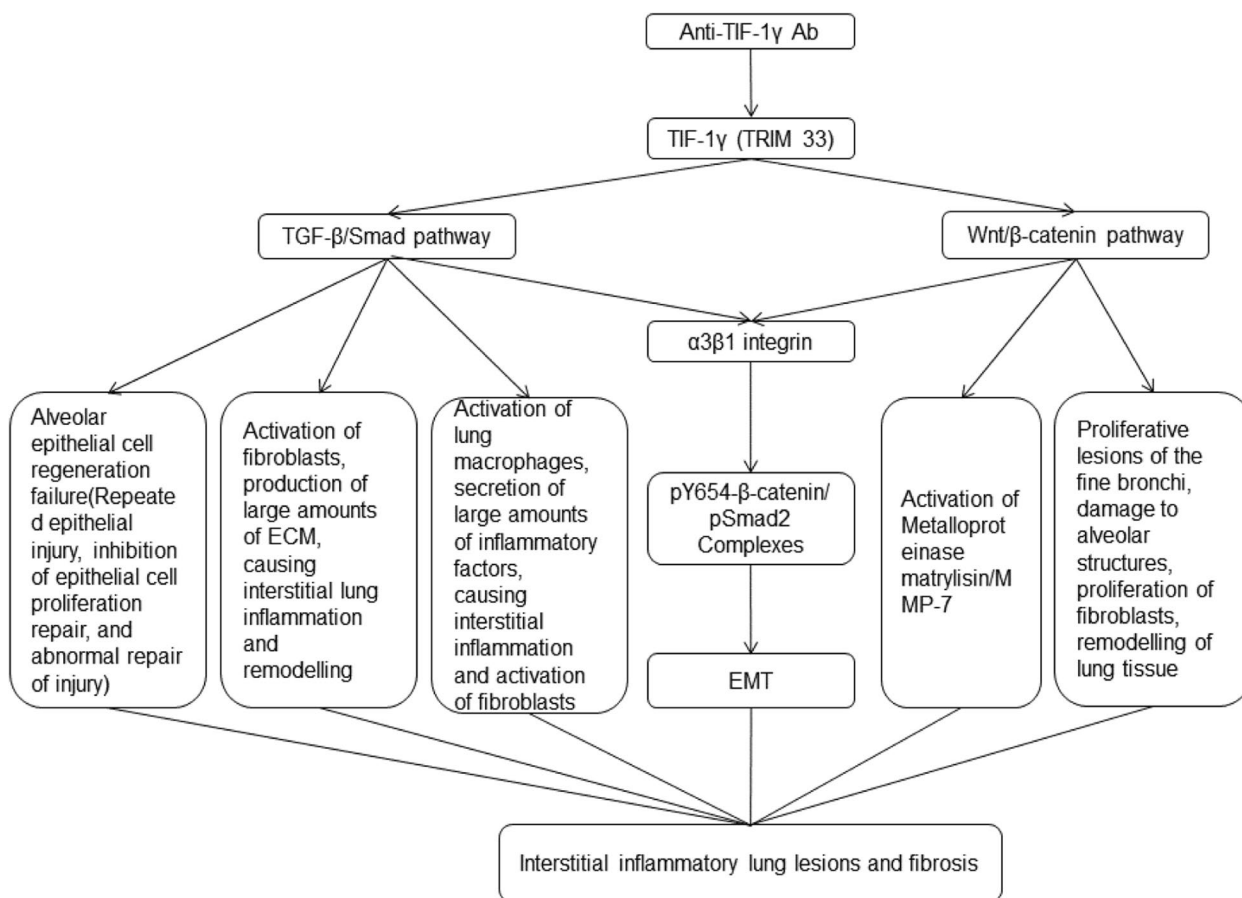 Anti-TIF-1γ Ab
TIF-1γ (TRIM 33)
TGF-β/Smad pathway
Wnt/β-catenin pathway
α3β1 integrin
Alveolar
epithelial cell
regeneration
failure(Repeate
d epithelial
injury, inhibition
of epithelial cell
proliferation
repair, and
abnormal repair
of injury)
Activation of
fibroblasts,
production of
large amounts
of ECM,
causing
interstitial lung
inflammation
and
remodelling
Activation of
lung
macrophages,
secretion of
large amounts
of inflammatory
factors,
causing
interstitial
inflammation
and activation
of fibroblasts
pY654-β-catenin/
pSmad2
Complexes
EMT
Activation of
Metalloprot
einase
matrylisin/M
MP-7
Proliferative
lesions of the
fine bronchi,
damage to
alveolar
structures,
proliferation of
fibroblasts,
remodelling of
lung tissue
Interstitial inflammatory lung lesions and fibrosis